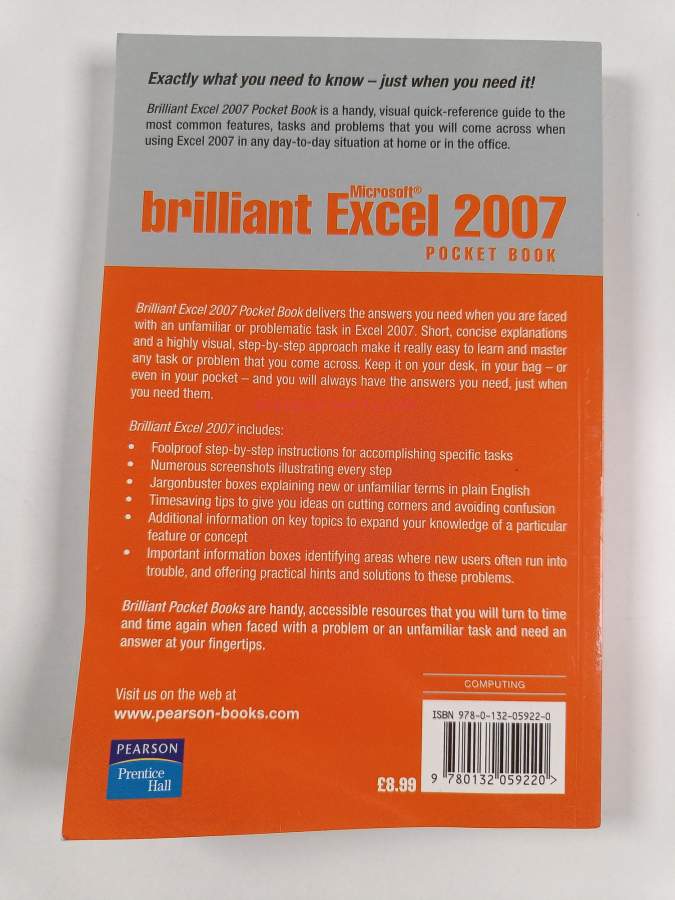 Exactly what you need to know – just when you need it!
Brilliant Excel 2007 Pocket Book is a handy, visual quick-reference guide to the
most common features, tasks and problems that you will come across when
using Excel 2007 in any day-to-day situation at home or in the office.
Microsoft®
brilliant Excel 2007
POCKET BOOK
Brilliant Excel 2007 Pocket Book delivers the answers you need when you are faced
with an unfamiliar or problematic task in Excel 2007. Short, concise explanations
and a highly visual, step-by-step approach make it really easy to learn and master
any task or problem that you come across. Keep it on your desk, in your bag – or
even in your pocket – and you will always have the answers you need, just when
you need them.
Brilliant Excel 2007 includes:
• Foolproof step-by-step instructions for accomplishing specific tasks
• Numerous screenshots illustrating every step
• Jargonbuster boxes explaining new or unfamiliar terms in plain English
• Timesaving tips to give you ideas on cutting corners and avoiding confusion
• Additional information on key topics to expand your knowledge of a particular
feature or concept
• Important information boxes identifying areas where new users often run into
trouble, and offering practical hints and solutions to these problems.
Brilliant Pocket Books are handy, accessible resources that you will turn to time
and time again when faced with a problem or an unfamiliar task and need an
answer at your fingertips.
COMPUTING
Visit us on the web at
www.pearson-books.com
ISBN 978-0-132-05922-0
PEARSON
Prentice
Hall
£8.99
9 780132 059220 >